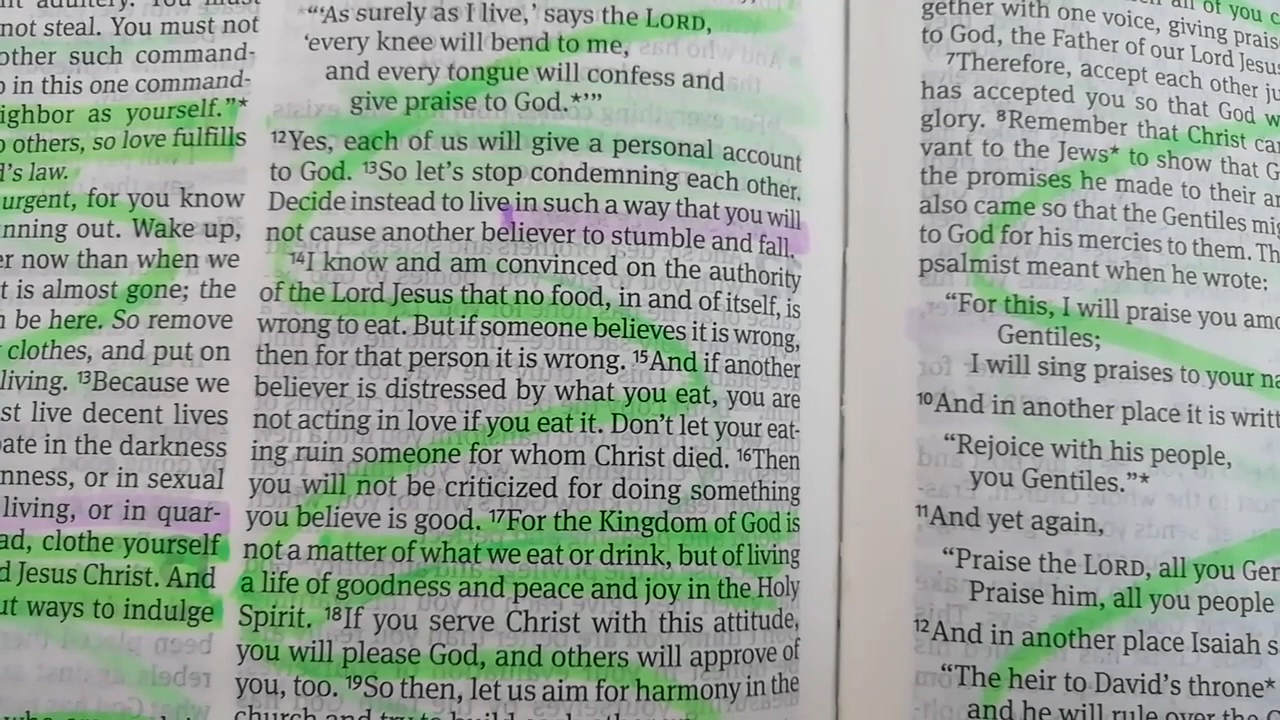 not steal. You must not
other such command-
in this one command-
as yourself."*
others, so love fulfills
law.
urgent, for you know
out. Wake up,
now than when we
t is almost gone; the
be here. So remove
clothes, and put on
living. ¹³Because we
live decent lives
in the darkness
or in sexual
living, or in quar-
clothe yourself
Jesus Christ. And
ways to indulge
"'As surely as I live,' says the LORD,
'every knee will bend to me,
and every tongue will confess and
give praise to God.*'"
¹²Yes, each of us will give a personal account
to God. ¹³So let's stop condemning each other.
Decide instead to live in such a way that you will
not cause another believer to stumble and fall.
¹⁴I know and am convinced on the authority
of the Lord Jesus that no food, in and of itself, is
wrong to eat. But if someone believes it is wrong,
then for that person it is wrong. ¹⁵And if another
believer is distressed by what you eat, you are
not acting in love if you eat it. Don't let your eat-
ing ruin someone for whom Christ died. ¹⁶Then
you will not be criticized for doing something
you believe is good. ¹⁷For the Kingdom of God is
not a matter of what we eat or drink, but of living
a life of goodness and peace and joy in the Holy
Spirit. ¹⁸If you serve Christ with this attitude,
you will please God, and others will approve of
you, too. ¹⁹So then, let us aim for harmony in the
church and try to build
of you
gether with one voice, giving
to God, the Father of our Lord
⁷Therefore, accept each other
has accepted you so that God
glory. ⁸Remember that Christ
vant to the Jews* to show that
the promises he made to their
also came so that the Gentiles
to God for his mercies to them.
psalmist meant when he wrote:
"For this, I will praise you
Gentiles;
I will sing praises to your
¹⁰And in another place it is
"Rejoice with his people,
you Gentiles."*
¹¹And yet again,
"Praise the LORD, all you
Praise him, all you people
¹²And in another place Isaiah
"The heir to David's throne*
and he will rule over the